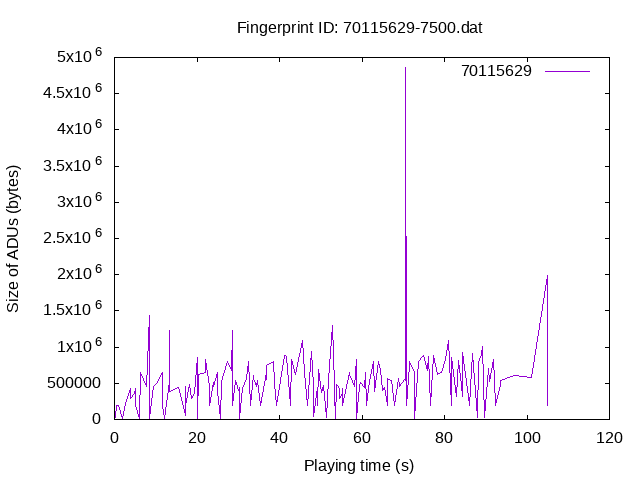 Fingerprint ID: 70115629-7500.dat
5x10^6
4.5x10^6
4x10^6
3.5x10^6
3x10^6
2.5x10^6
2x10^6
1.5x10^6
1x10^6
500000
0
Size of ADUs (bytes)
70115629
0 20 40 60 80 100 120
Playing time (s)